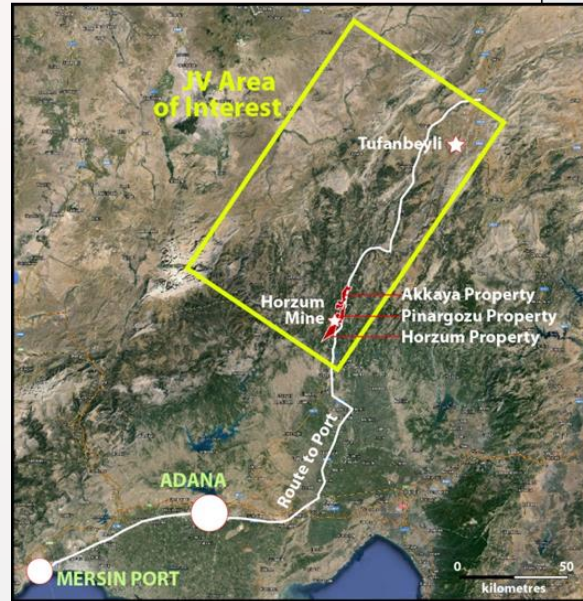 JV Area
of Interest
Tufanbeyli
Horzum
Mine
Akkaya Property
Pinargozu Property
Horzum Property
Route to Port
ADANA
MERSIN PORT
0 50
kilometres